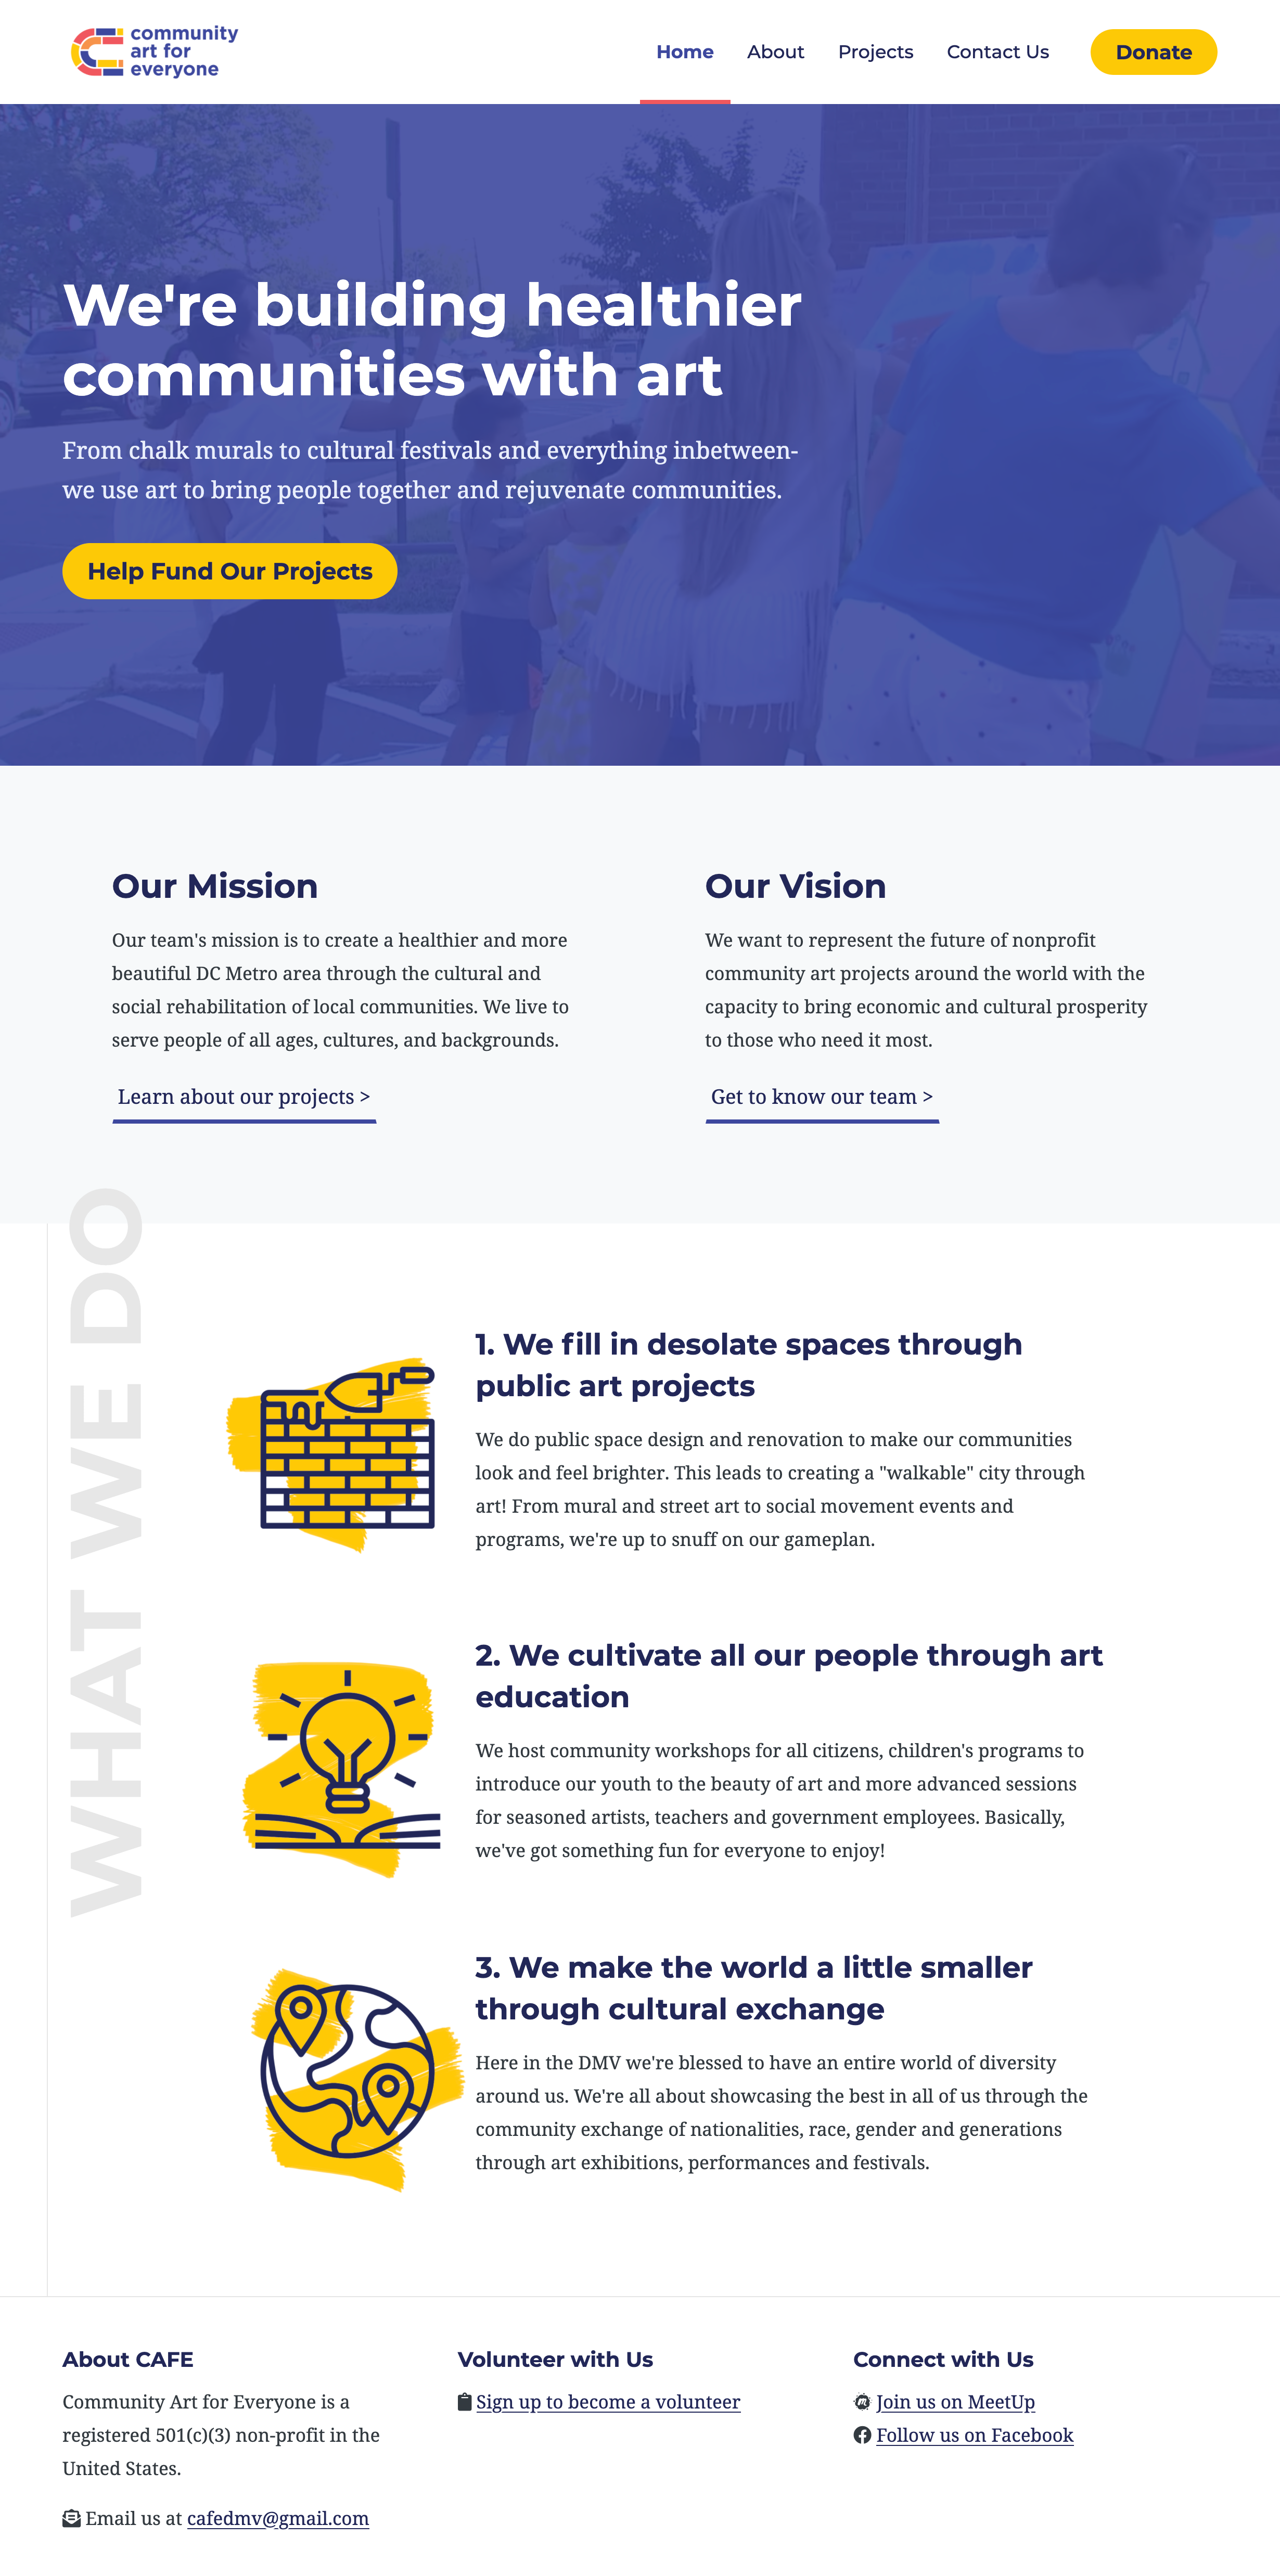 community
art for
everyone
Home
About
Projects
Contact Us
Donate
We're building healthier
communities with art
From chalk murals to cultural festivals and everything inbetween-
we use art to bring people together and rejuvenate communities.
Help Fund Our Projects
Our Mission
Our team's mission is to create a healthier and more
beautiful DC Metro area through the cultural and
social rehabilitation of local communities. We live to
serve people of all ages, cultures, and backgrounds.
Learn about our projects >
Our Vision
We want to represent the future of nonprofit
community art projects around the world with the
capacity to bring economic and cultural prosperity
to those who need it most.
Get to know our team >
WHAT WE DO
1. We fill in desolate spaces through
public art projects
We do public space design and renovation to make our communities
look and feel brighter. This leads to creating a "walkable" city through
art! From mural and street art to social movement events and
programs, we're up to snuff on our gameplan.
2. We cultivate all our people through art
education
We host community workshops for all citizens, children's programs to
introduce our youth to the beauty of art and more advanced sessions
for seasoned artists, teachers and government employees. Basically,
we've got something fun for everyone to enjoy!
3. We make the world a little smaller
through cultural exchange
Here in the DMV we're blessed to have an entire world of diversity
around us. We're all about showcasing the best in all of us through the
community exchange of nationalities, race, gender and generations
through art exhibitions, performances and festivals.
About CAFE
Community Art for Everyone is a
registered 501(c)(3) non-profit in the
United States.
Email us at cafedmv@gmail.com
Volunteer with Us
Sign up to become a volunteer
Connect with Us
Join us on MeetUp
Follow us on Facebook